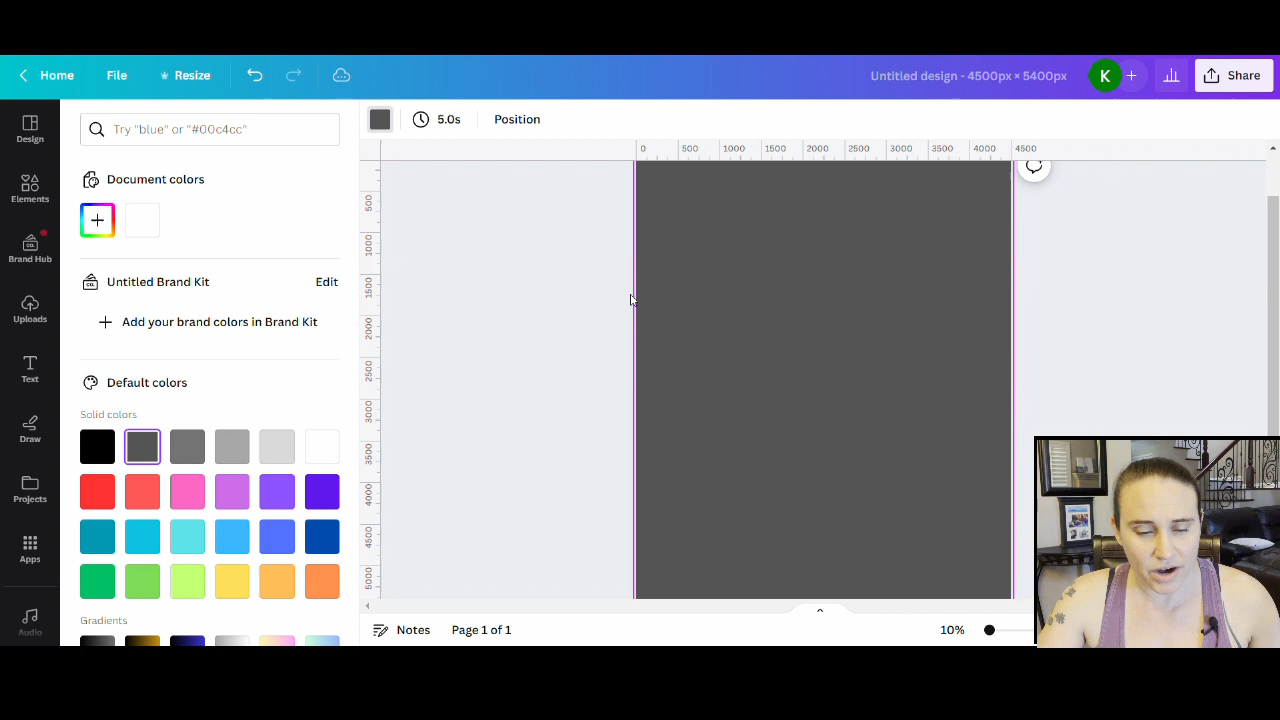 Home File Resize Untitled design - 4500px × 5400px K Share
Design
Elements
Brand Hub
Uploads
Text
Draw
Projects
Apps
Audio
Try "blue" or "#00c4cc"
Document colors
CO. Untitled Brand Kit Edit
Add your brand colors in Brand Kit
Default colors
Solid colors
Gradients
5.0s Position
0 500 1000 1500 2000 2500 3000 3500 4000 4500
500
1000
1500
2000
2500
3000
3500
4000
4500
5000
Notes Page 1 of 1 10%